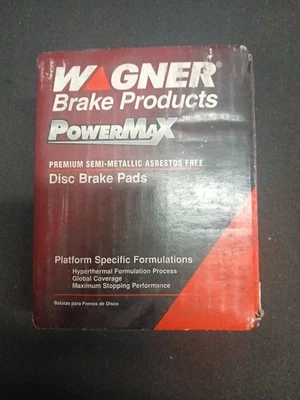 WAGNER®
Brake Products
POWERMAX™
PREMIUM SEMI-METALLIC ASBESTOS FREE
Disc Brake Pads
Platform Specific Formulations
Hyperthermal Formulation Process
Global Coverage
Maximum Stopping Performance
Balatas para Frenos de Disco